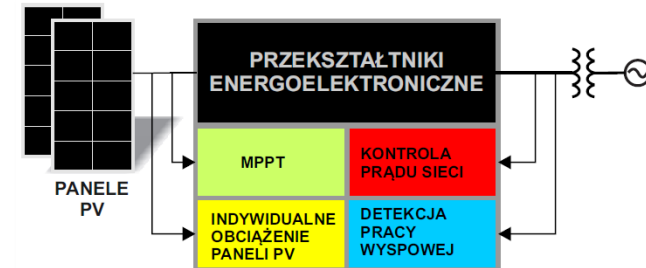 PRZEKSZTAŁTNIKI
ENERGOELEKTRONICZNE
MPPT
KONTROLA
PRĄDU SIECI
PANELE
PV
INDYWIDUALNE
OBCIĄŻENIE
PANELI PV
DETEKCJA
PRACY
WYSPOWEJ